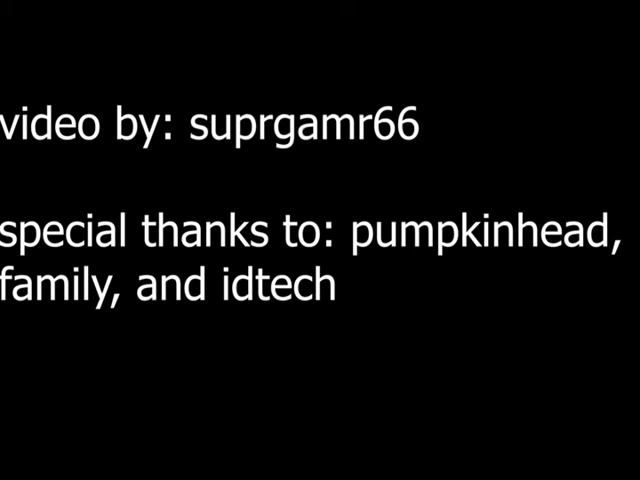 video by: suprgamr66
special thanks to: pumpkinhead,
family, and idtech